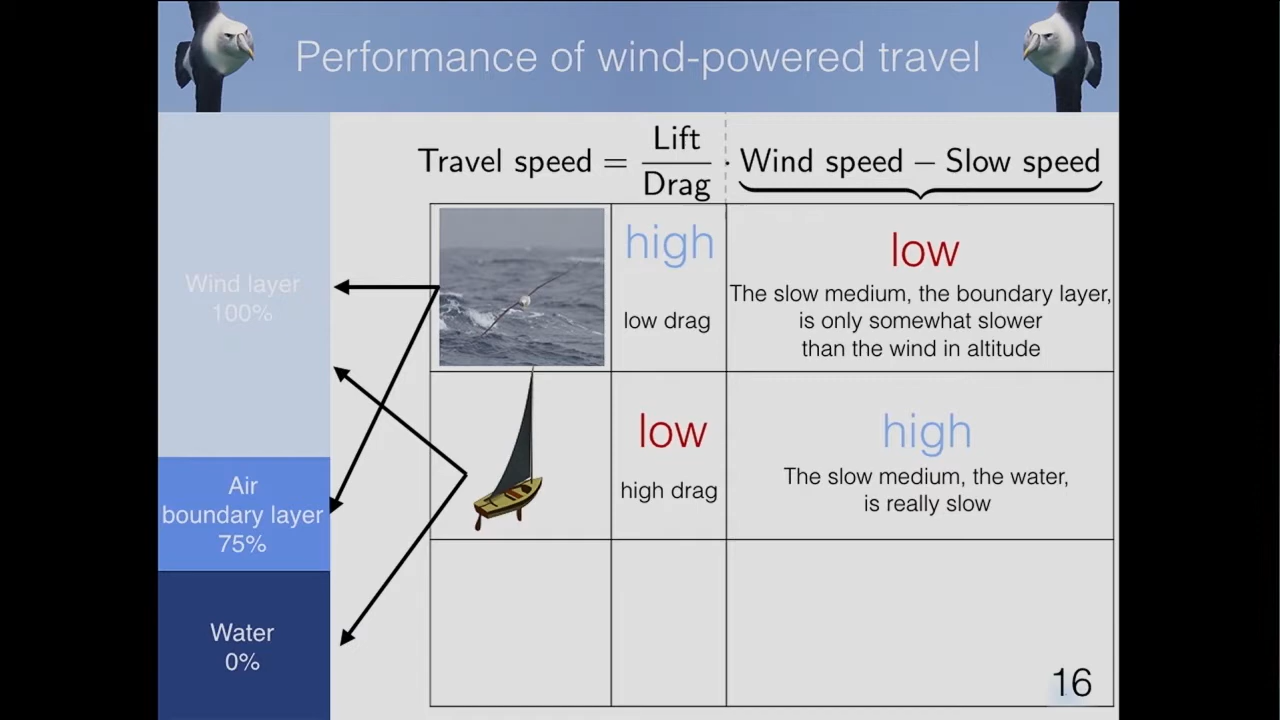 Performance of wind-powered travel
Travel speed = Lift / Drag · Wind speed − Slow speed
Wind layer
100%
high
low drag
low
The slow medium, the boundary layer,
is only somewhat slower
than the wind in altitude
low
high drag
high
The slow medium, the water,
is really slow
Air
boundary layer
75%
Water
0%
16